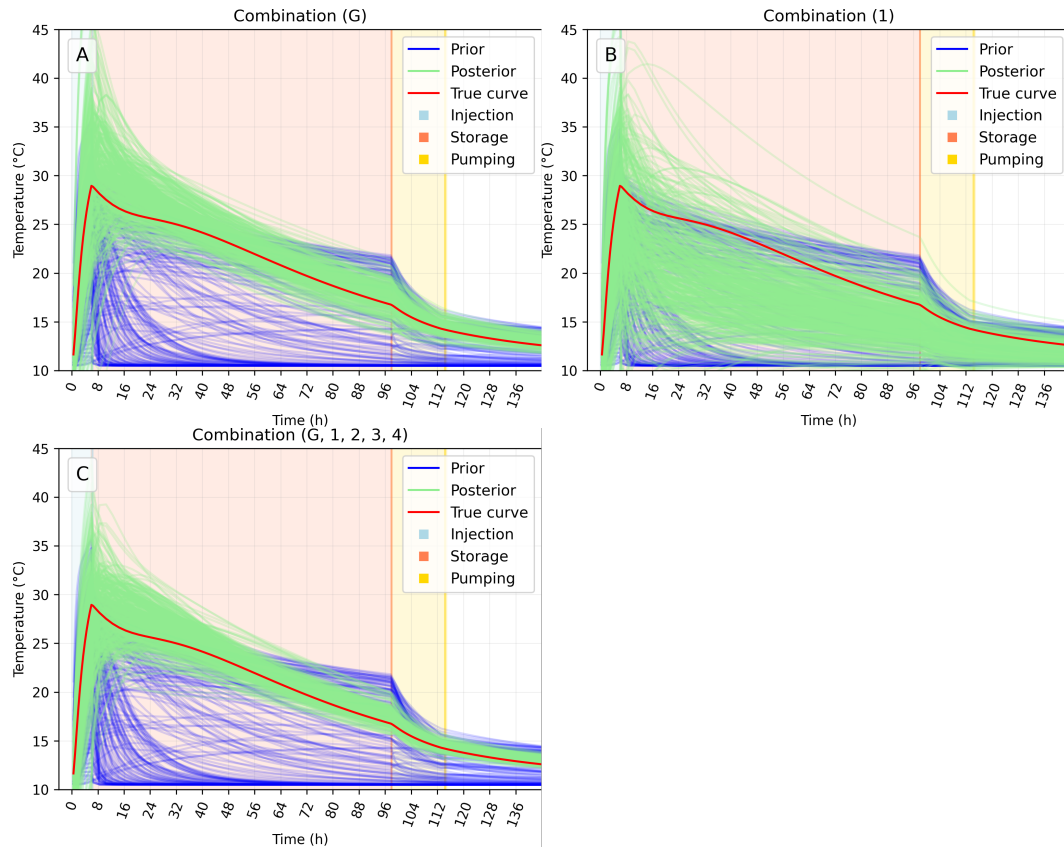 Combination (G)
A
Prior
Posterior
True curve
Injection
Storage
Pumping
45
40
35
30
25
20
15
10
Temperature (°C)
0 8 16 24 32 40 48 56 64 72 80 88 96 104 112 120 128 136
Time (h)
Combination (1)
B
Prior
Posterior
True curve
Injection
Storage
Pumping
45
40
35
30
25
20
15
10
Temperature (°C)
0 8 16 24 32 40 48 56 64 72 80 88 96 104 112 120 128 136
Time (h)
Combination (G, 1, 2, 3, 4)
C
Prior
Posterior
True curve
Injection
Storage
Pumping
45
40
35
30
25
20
15
10
Temperature (°C)
0 8 16 24 32 40 48 56 64 72 80 88 96 104 112 120 128 136
Time (h)